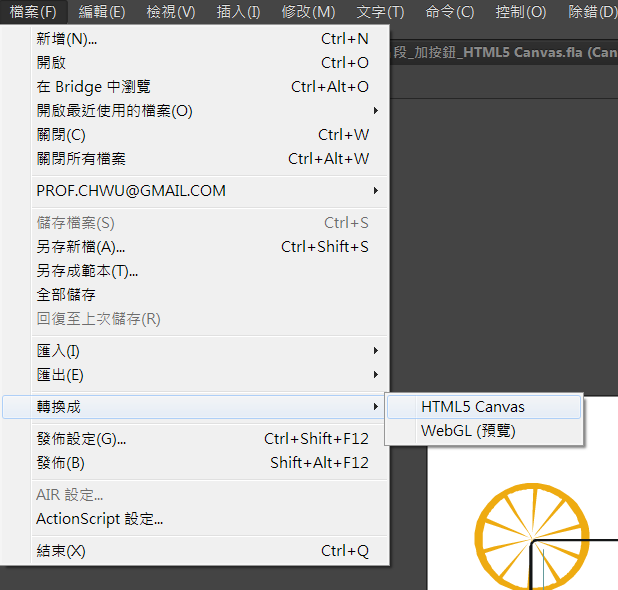 檔案(F) 編輯(E) 檢視(V) 插入(I) 修改(M) 文字(T) 命令(C) 控制(O) 除錯(D)
段_加按鈕_HTML5 Canvas.fla (Can
新增(N)... Ctrl+N
開啟 Ctrl+O
在 Bridge 中瀏覽 Ctrl+Alt+O
開啟最近使用的檔案(O)
關閉(C) Ctrl+W
關閉所有檔案 Ctrl+Alt+W
PROF.CHWU@GMAIL.COM
儲存檔案(S) Ctrl+S
另存新檔(A)... Ctrl+Shift+S
另存成範本(T)...
全部儲存
回復至上次儲存(R)
匯入(I)
匯出(E)
轉換成
HTML5 Canvas
WebGL (預覽)
發佈設定(G)... Ctrl+Shift+F12
發佈(B) Shift+Alt+F12
AIR 設定...
ActionScript 設定...
結束(X) Ctrl+Q